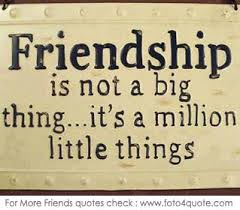 Friendship
is not a big
thing...it's a million
little things
For More Friends quotes check : www.foto4quote.com